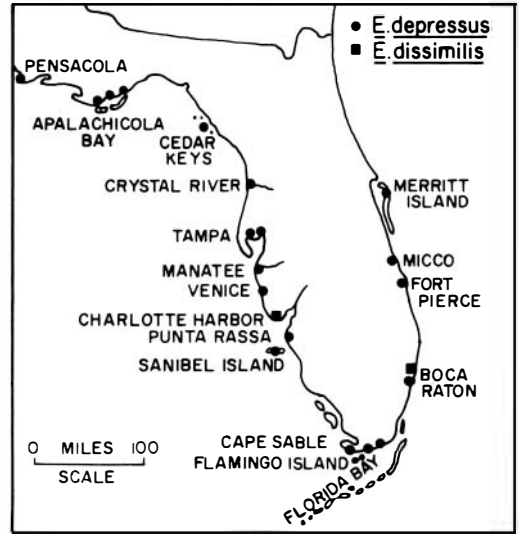 E. depressus
E. dissimilis
PENSACOLA
APALACHICOLA
BAY
CEDAR
KEYS
CRYSTAL RIVER
MERRITT
ISLAND
TAMPA
MICCO
MANATEE
FORT
PIERCE
VENICE
CHARLOTTE HARBOR
PUNTA RASSA
SANIBEL ISLAND
BOCA
RATON
CAPE SABLE
FLAMINGO ISLAND
FLORIDA BAY
0 MILES 100
SCALE